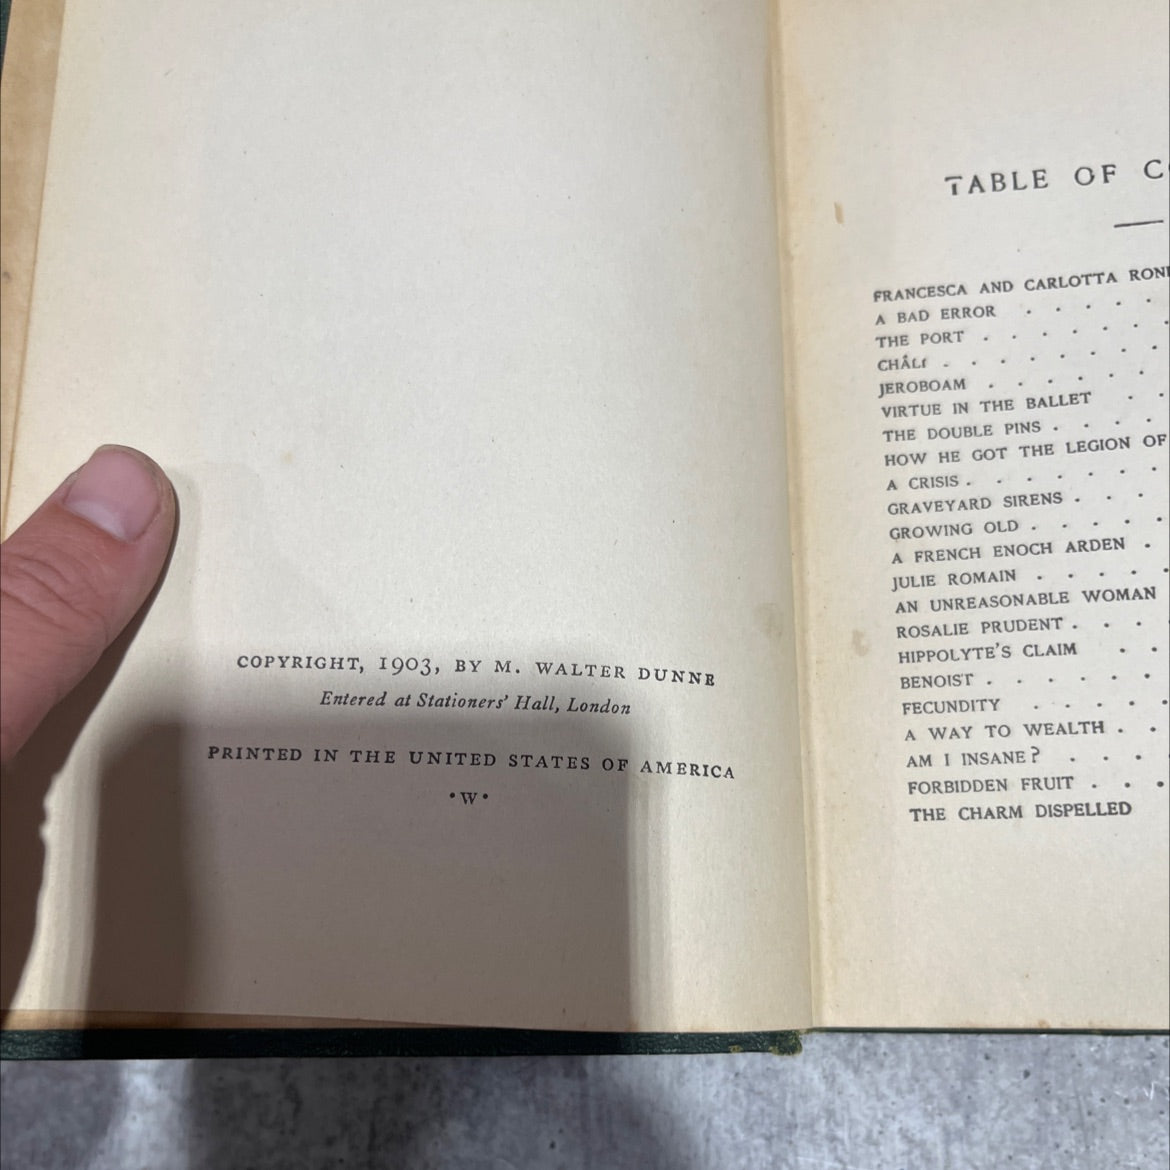 COPYRIGHT, 1903, BY M. WALTER DUNNE
Entered at Stationers' Hall, London
PRINTED IN THE UNITED STATES OF AMERICA
•W•
TABLE OF
FRANCESCA AND CARLOTTA
A BAD ERROR . . . . .
THE PORT . . . . . . .
. . . . . . . .
JEROBOAM . . . . . .
VIRTUE IN THE BALLET . .
THE DOUBLE PINS . . . . .
HOW HE GOT THE LEGION OF
A CRISIS . . . . . . .
GRAVEYARD SIRENS . . . .
GROWING OLD . . . . .
A FRENCH ENOCH ARDEN .
JULIE ROMAIN . . . . .
AN UNREASONABLE WOMAN
ROSALIE PRUDENT . . . .
HIPPOLYTE'S CLAIM . .
BENOIST . . . . . . .
FECUNDITY . . . . .
A WAY TO WEALTH . .
AM I INSANE? . . . .
FORBIDDEN FRUIT . . .
THE CHARM DISPELLED